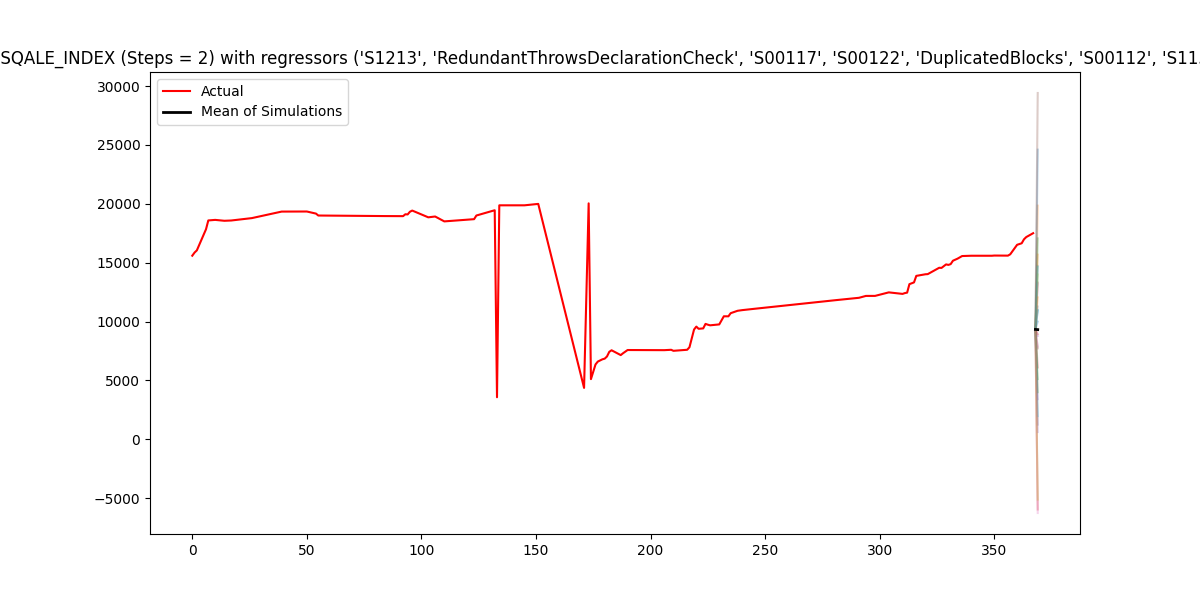 SQALE_INDEX (Steps = 2) with regressors ('S1213', 'RedundantThrowsDeclarationCheck', 'S00117', 'S00122', 'DuplicatedBlocks', 'S00112', 'S11
Actual
Mean of Simulations
30000
25000
20000
15000
10000
5000
0
−5000
0 50 100 150 200 250 300 350